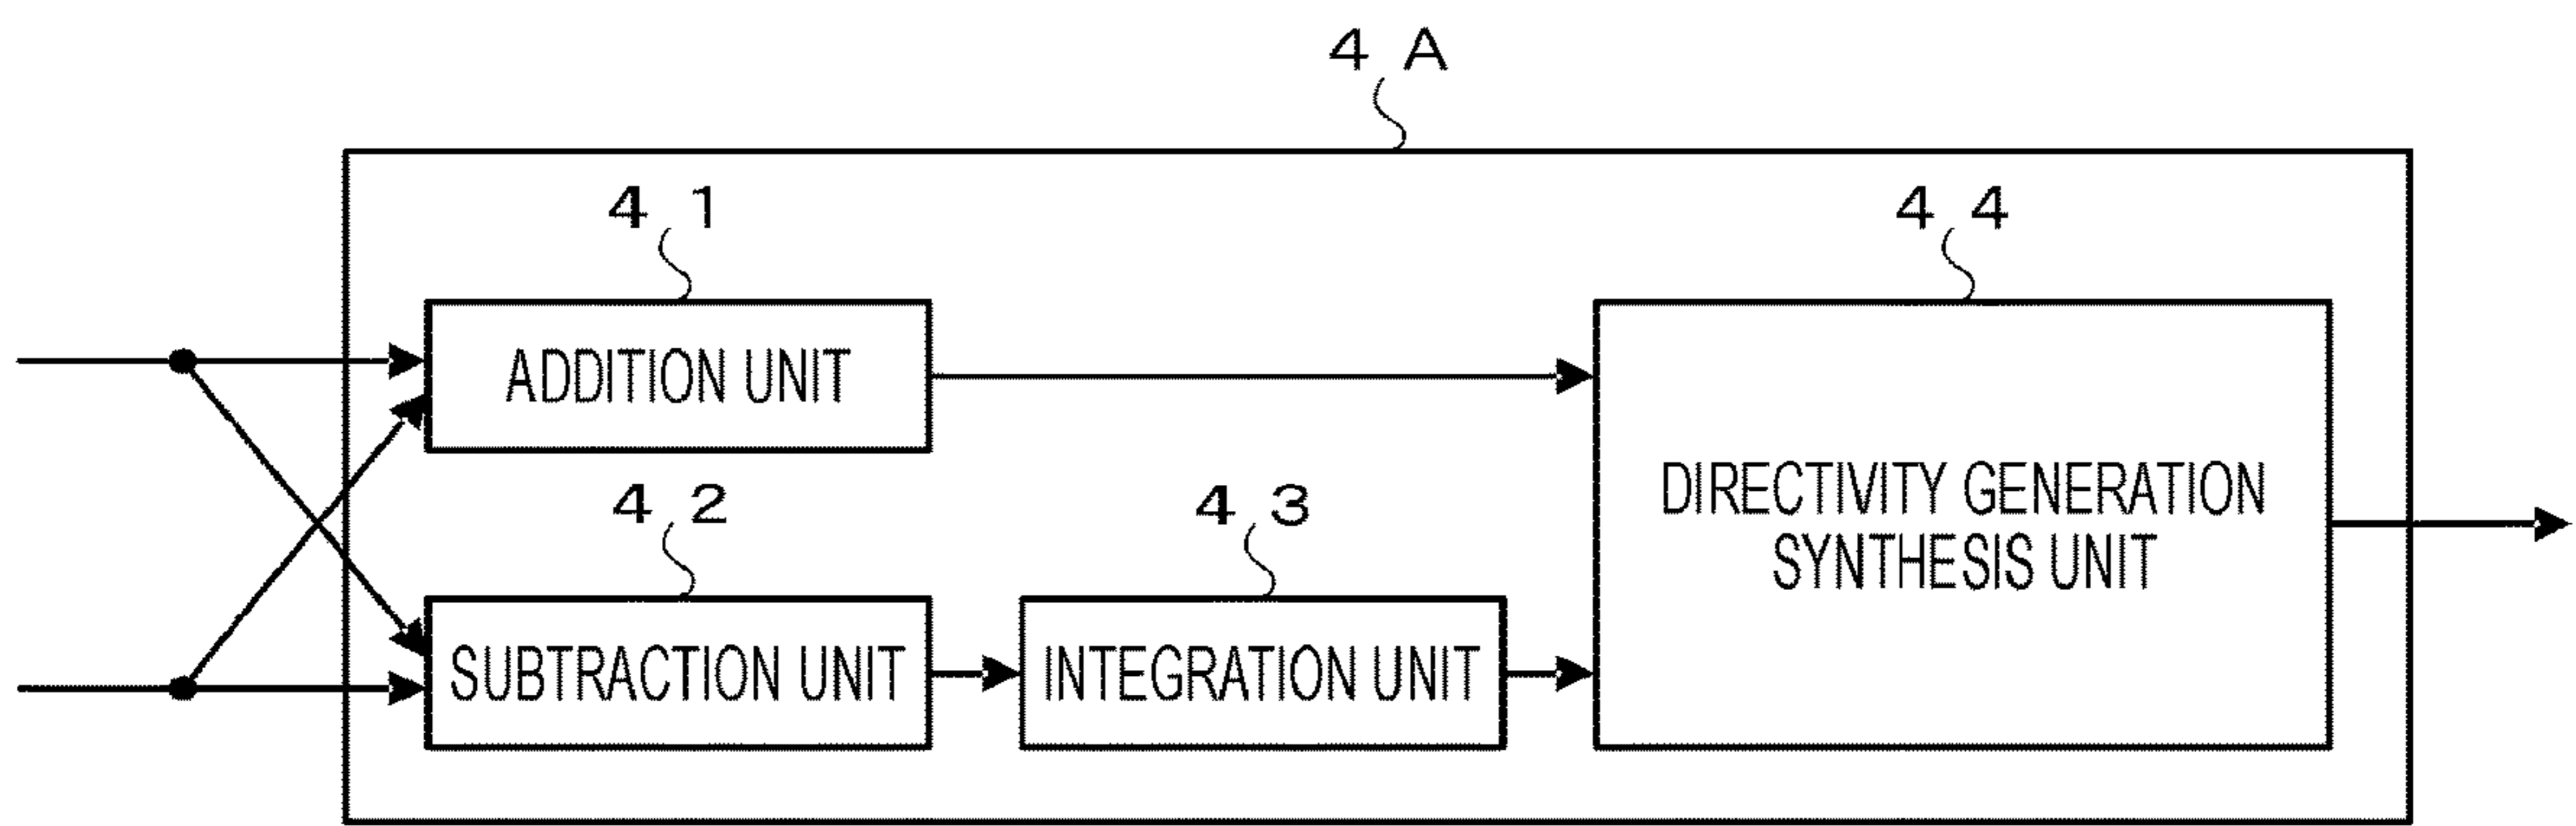 4A
41
44
ADDITION UNIT
DIRECTIVITY GENERATION
SYNTHESIS UNIT
42
43
SUBTRACTION UNIT
INTEGRATION UNIT